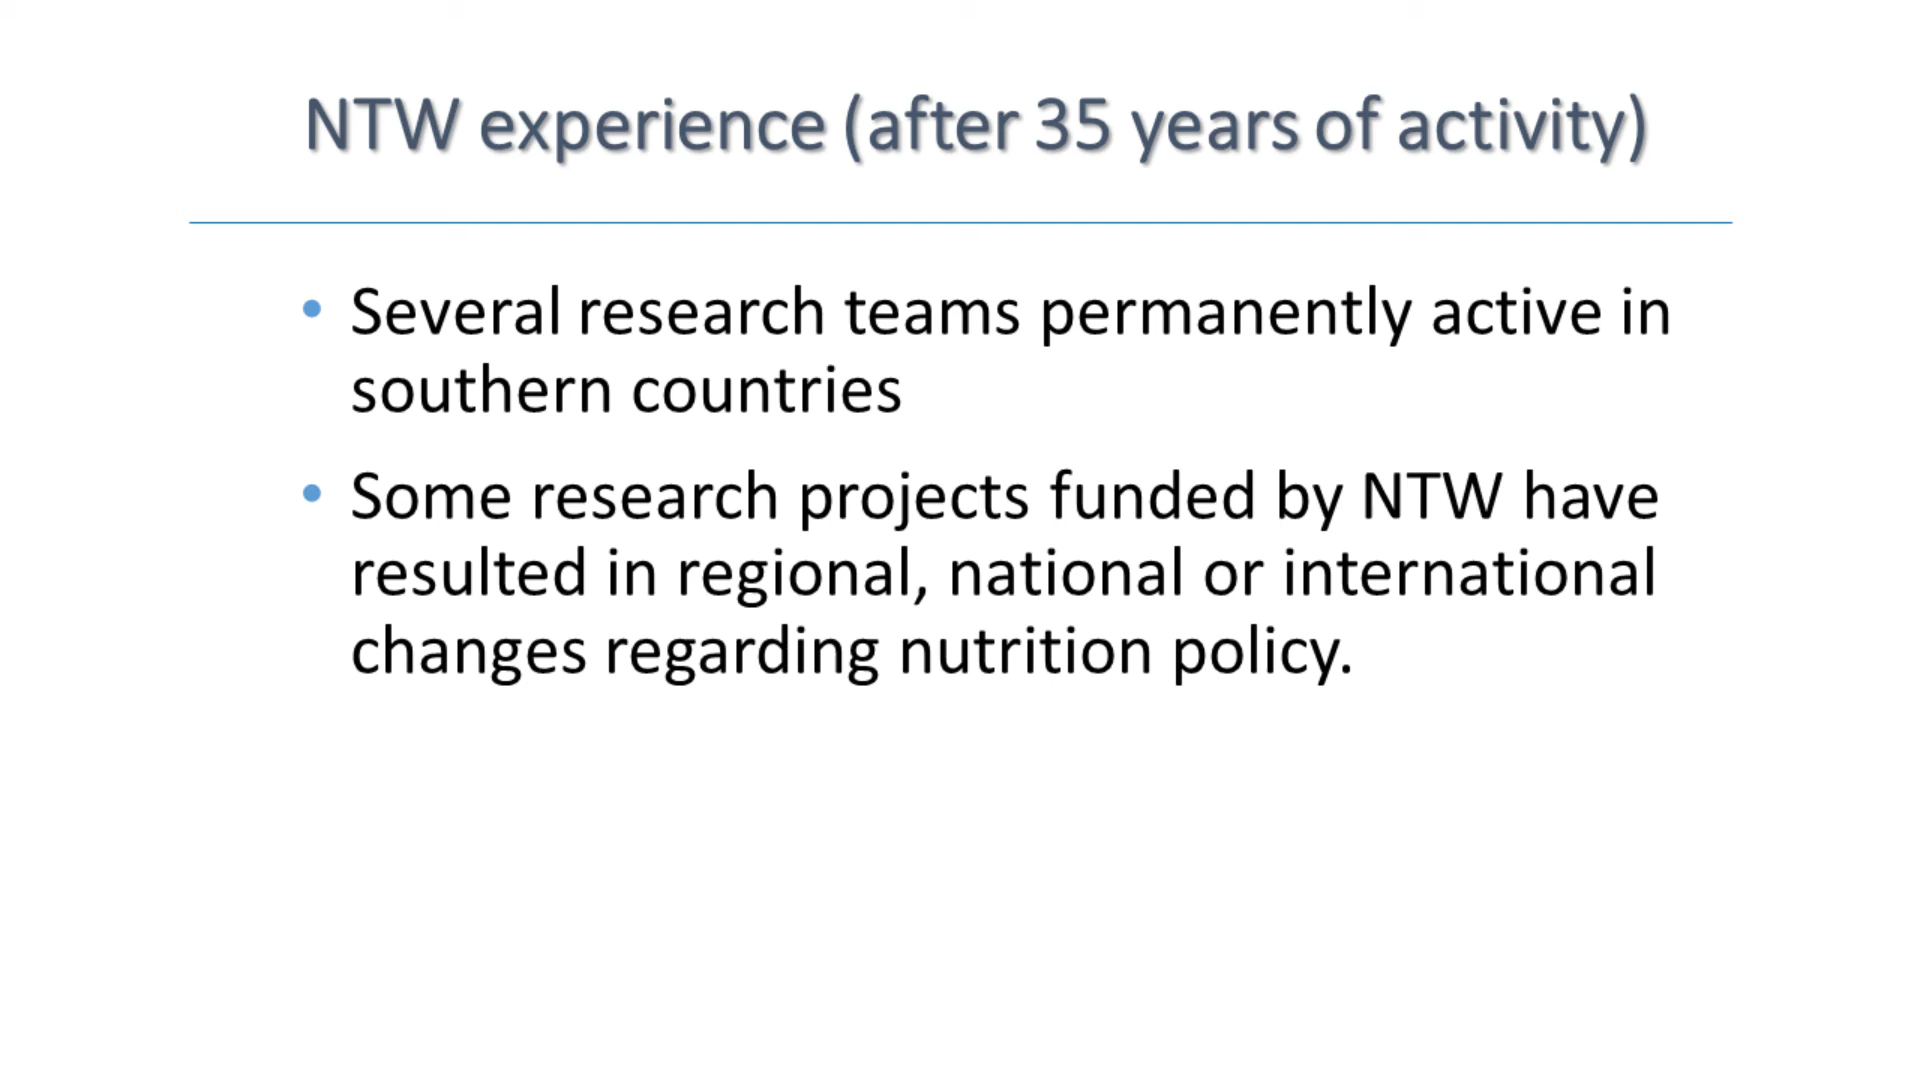 NTW experience (after 35 years of activity)
• Several research teams permanently active in
southern countries
• Some research projects funded by NTW have
resulted in regional, national or international
changes regarding nutrition policy.